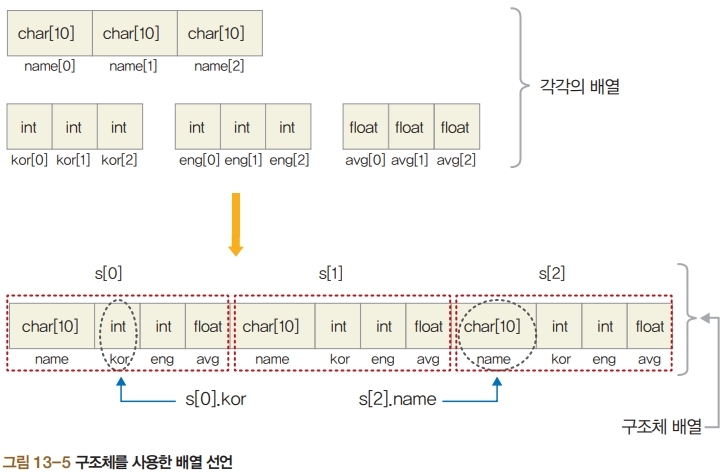 char[10] char[10] char[10]
name[0] name[1] name[2]
각각의 배열
int int int int int int float float float
kor[0] kor[1] kor[2] eng[0] eng[1] eng[2] avg[0] avg[1] avg[2]
s[0] s[1] s[2]
char[10] int int float char[10] int int float char[10] int int float
name kor eng avg name kor eng avg name kor eng avg
s[0].kor s[2].name
구조체 배열
그림 13-5 구조체를 사용한 배열 선언